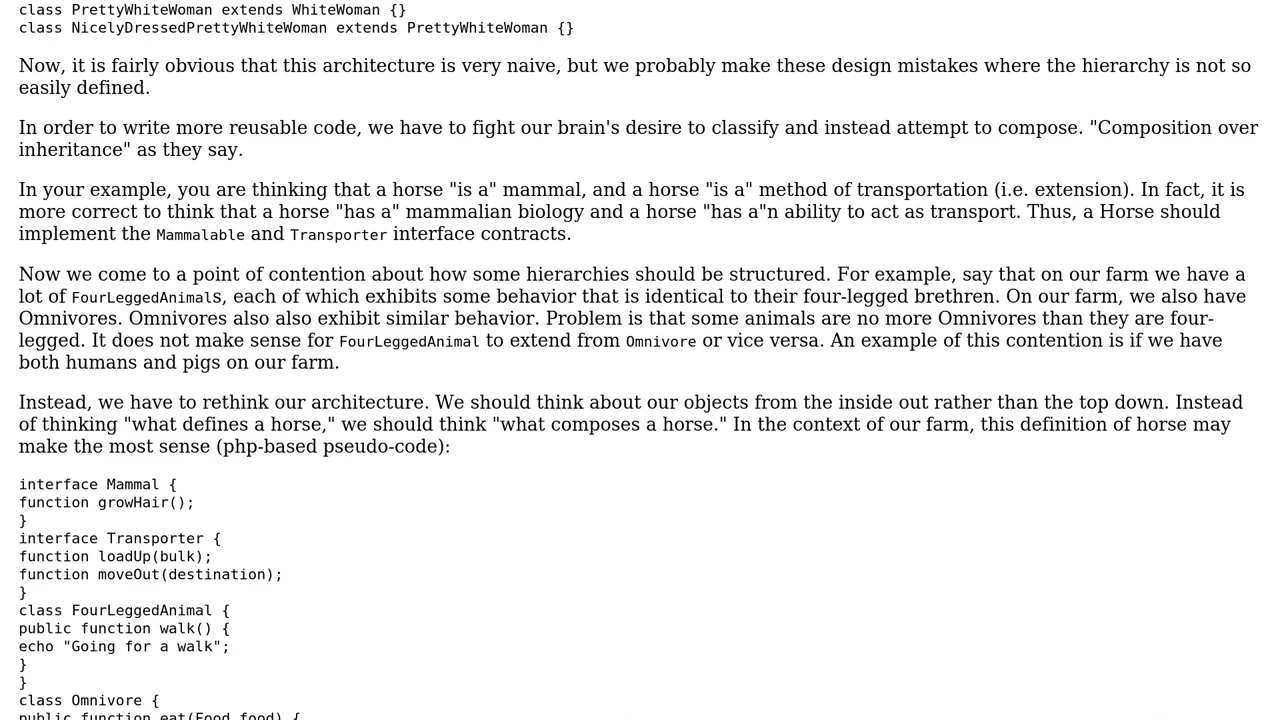 class PrettyWhiteWoman extends WhiteWoman {}
class NicelyDressedPrettyWhiteWoman extends PrettyWhiteWoman {}
Now, it is fairly obvious that this architecture is very naive, but we probably make these design mistakes where the hierarchy is not so
easily defined.
In order to write more reusable code, we have to fight our brain's desire to classify and instead attempt to compose. "Composition over
inheritance" as they say.
In your example, you are thinking that a horse "is a" mammal, and a horse "is a" method of transportation (i.e. extension). In fact, it is
more correct to think that a horse "has a" mammalian biology and a horse "has a"n ability to act as transport. Thus, a Horse should
implement the Mammalable and Transporter interface contracts.
Now we come to a point of contention about how some hierarchies should be structured. For example, say that on our farm we have a
lot of FourLeggedAnimals, each of which exhibits some behavior that is identical to their four-legged brethren. On our farm, we also have
Omnivores. Omnivores also also exhibit similar behavior. Problem is that some animals are no more Omnivores than they are four-
legged. It does not make sense for FourLeggedAnimal to extend from Omnivore or vice versa. An example of this contention is if we have
both humans and pigs on our farm.
Instead, we have to rethink our architecture. We should think about our objects from the inside out rather than the top down. Instead
of thinking "what defines a horse," we should think "what composes a horse." In the context of our farm, this definition of horse may
make the most sense (php-based pseudo-code):
interface Mammal {
function growHair();
}
interface Transporter {
function loadUp(bulk);
function moveOut(destination);
}
class FourLeggedAnimal {
public function walk() {
echo "Going for a walk";
}
}
class Omnivore {
public function eat(Food food) {